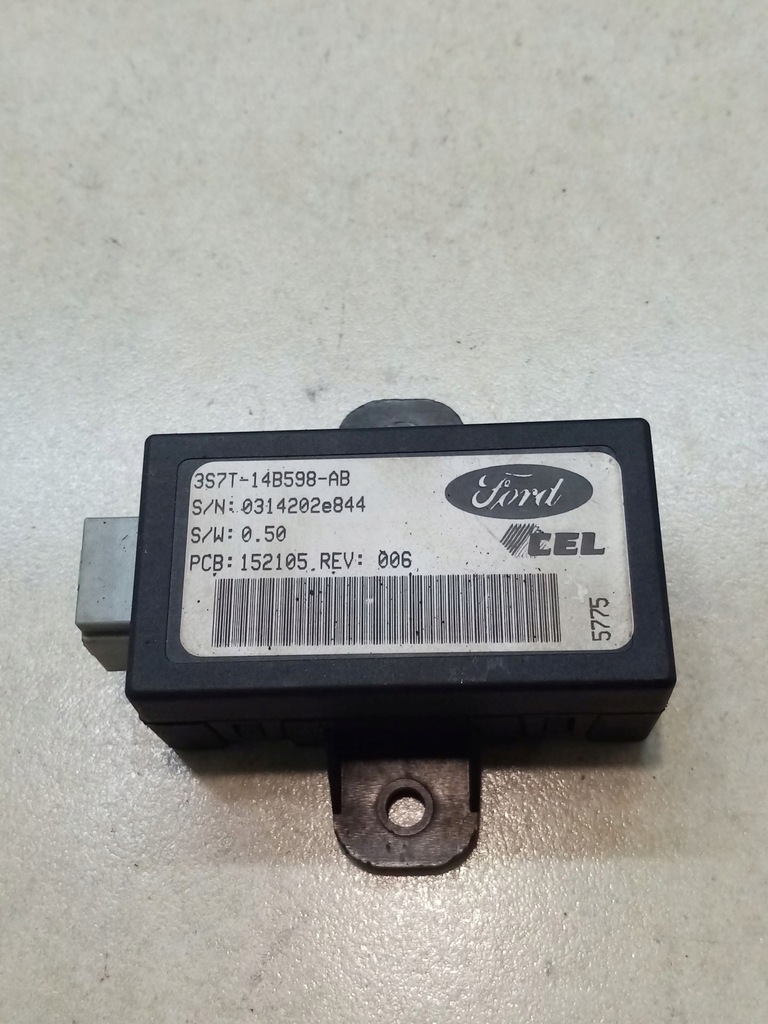 3S7T-14B598-AB
Ford
S/N: 0314202e844
S/W: 0.50
CEL
PCB: 152105 REV: 006
5775